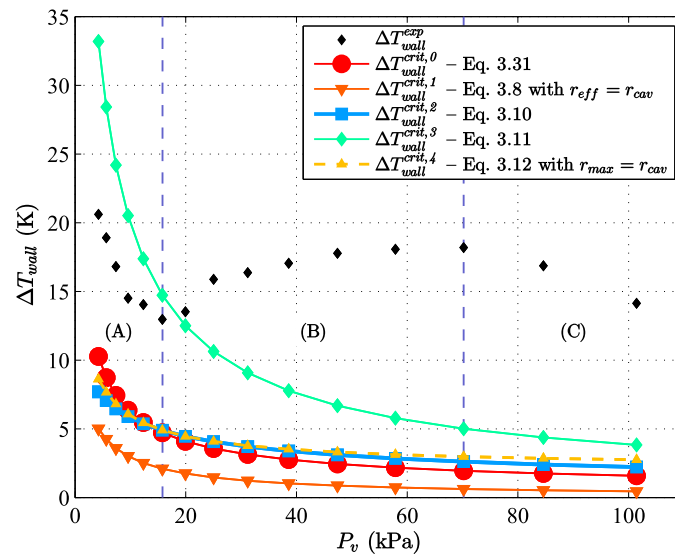 35
30
25
20
15
10
5
0
0
20
40
60
80
100
ΔT_wall (K)
P_v (kPa)
ΔT_wall^exp
ΔT_wall^crit,0 – Eq. 3.31
ΔT_wall^crit,1 – Eq. 3.8 with r_eff = r_cav
ΔT_wall^crit,2 – Eq. 3.10
ΔT_wall^crit,3 – Eq. 3.11
ΔT_wall^crit,4 – Eq. 3.12 with r_max = r_cav
(A)
(B)
(C)